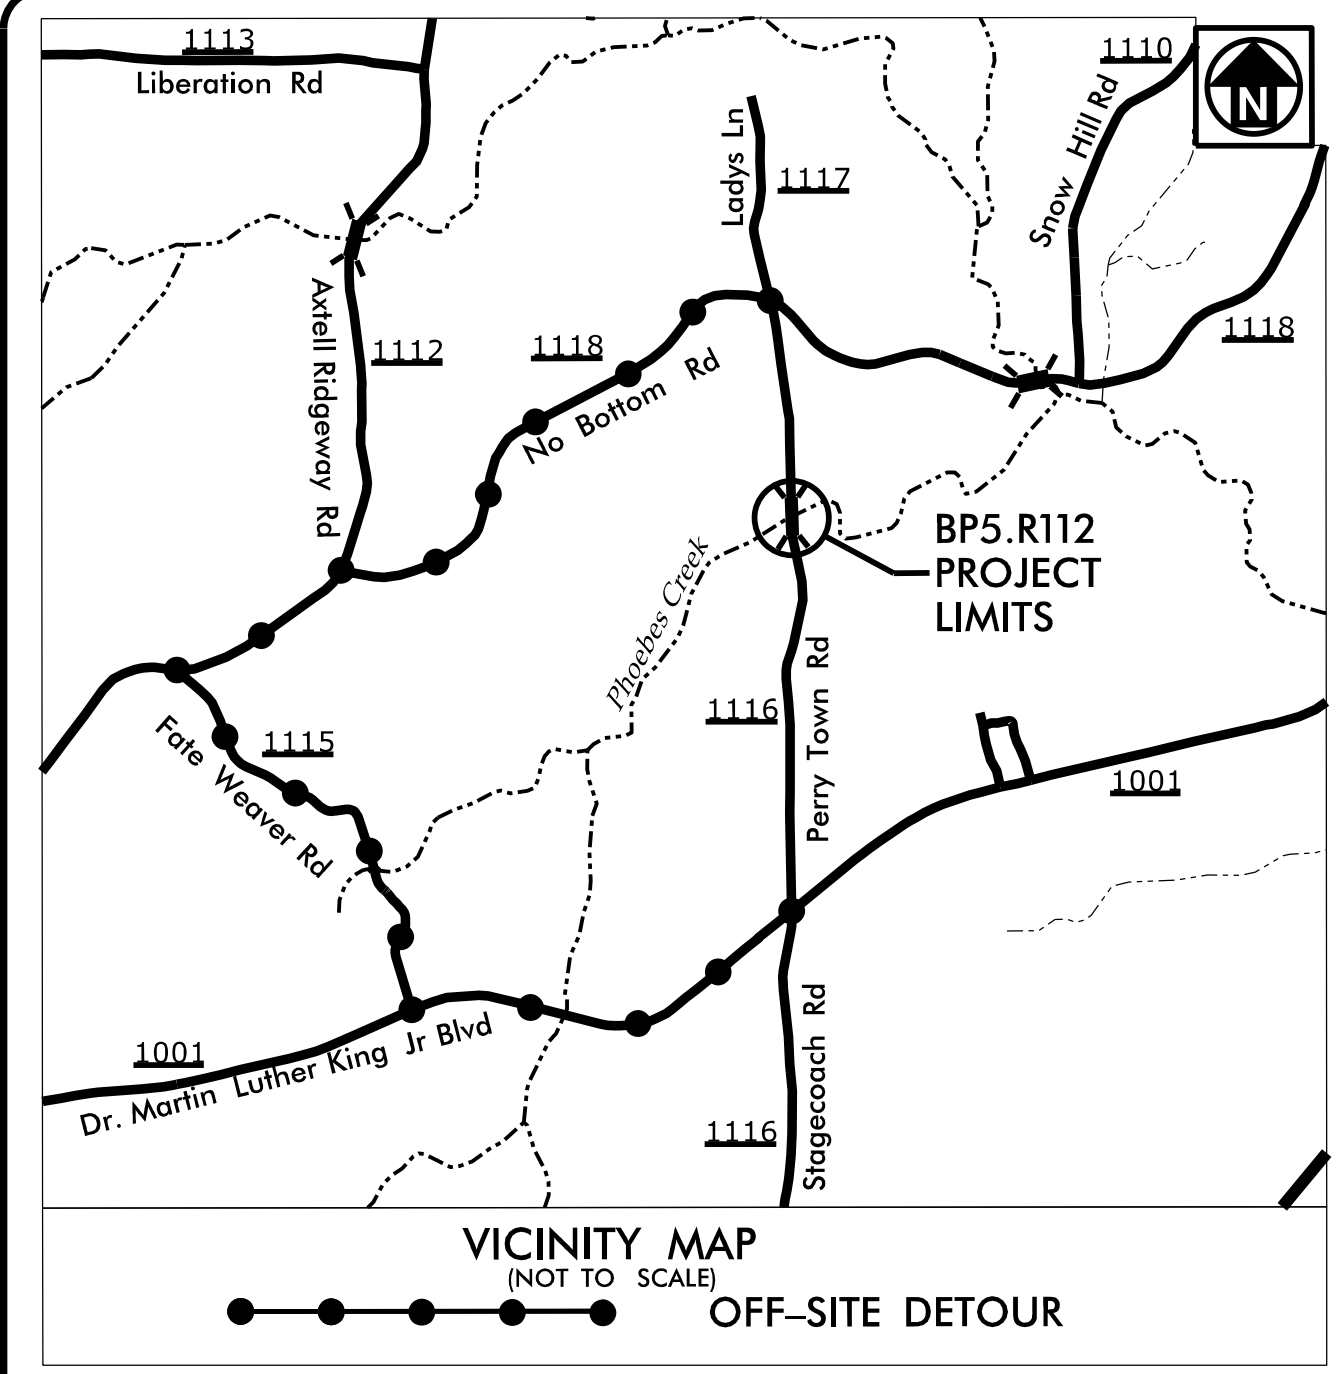 1113
Liberation Rd
1110
N
Snow Hill Rd
Ladys Ln
1117
Axtell Ridgeway Rd
1112
1118
No Bottom Rd
1118
BP5.R112
PROJECT
LIMITS
Phoebes Creek
Perry Town Rd
1116
Fate Weaver Rd
1115
1001
1001
Dr. Martin Luther King Jr Blvd
Stagecoach Rd
1116
VICINITY MAP
(NOT TO SCALE)
OFF-SITE DETOUR